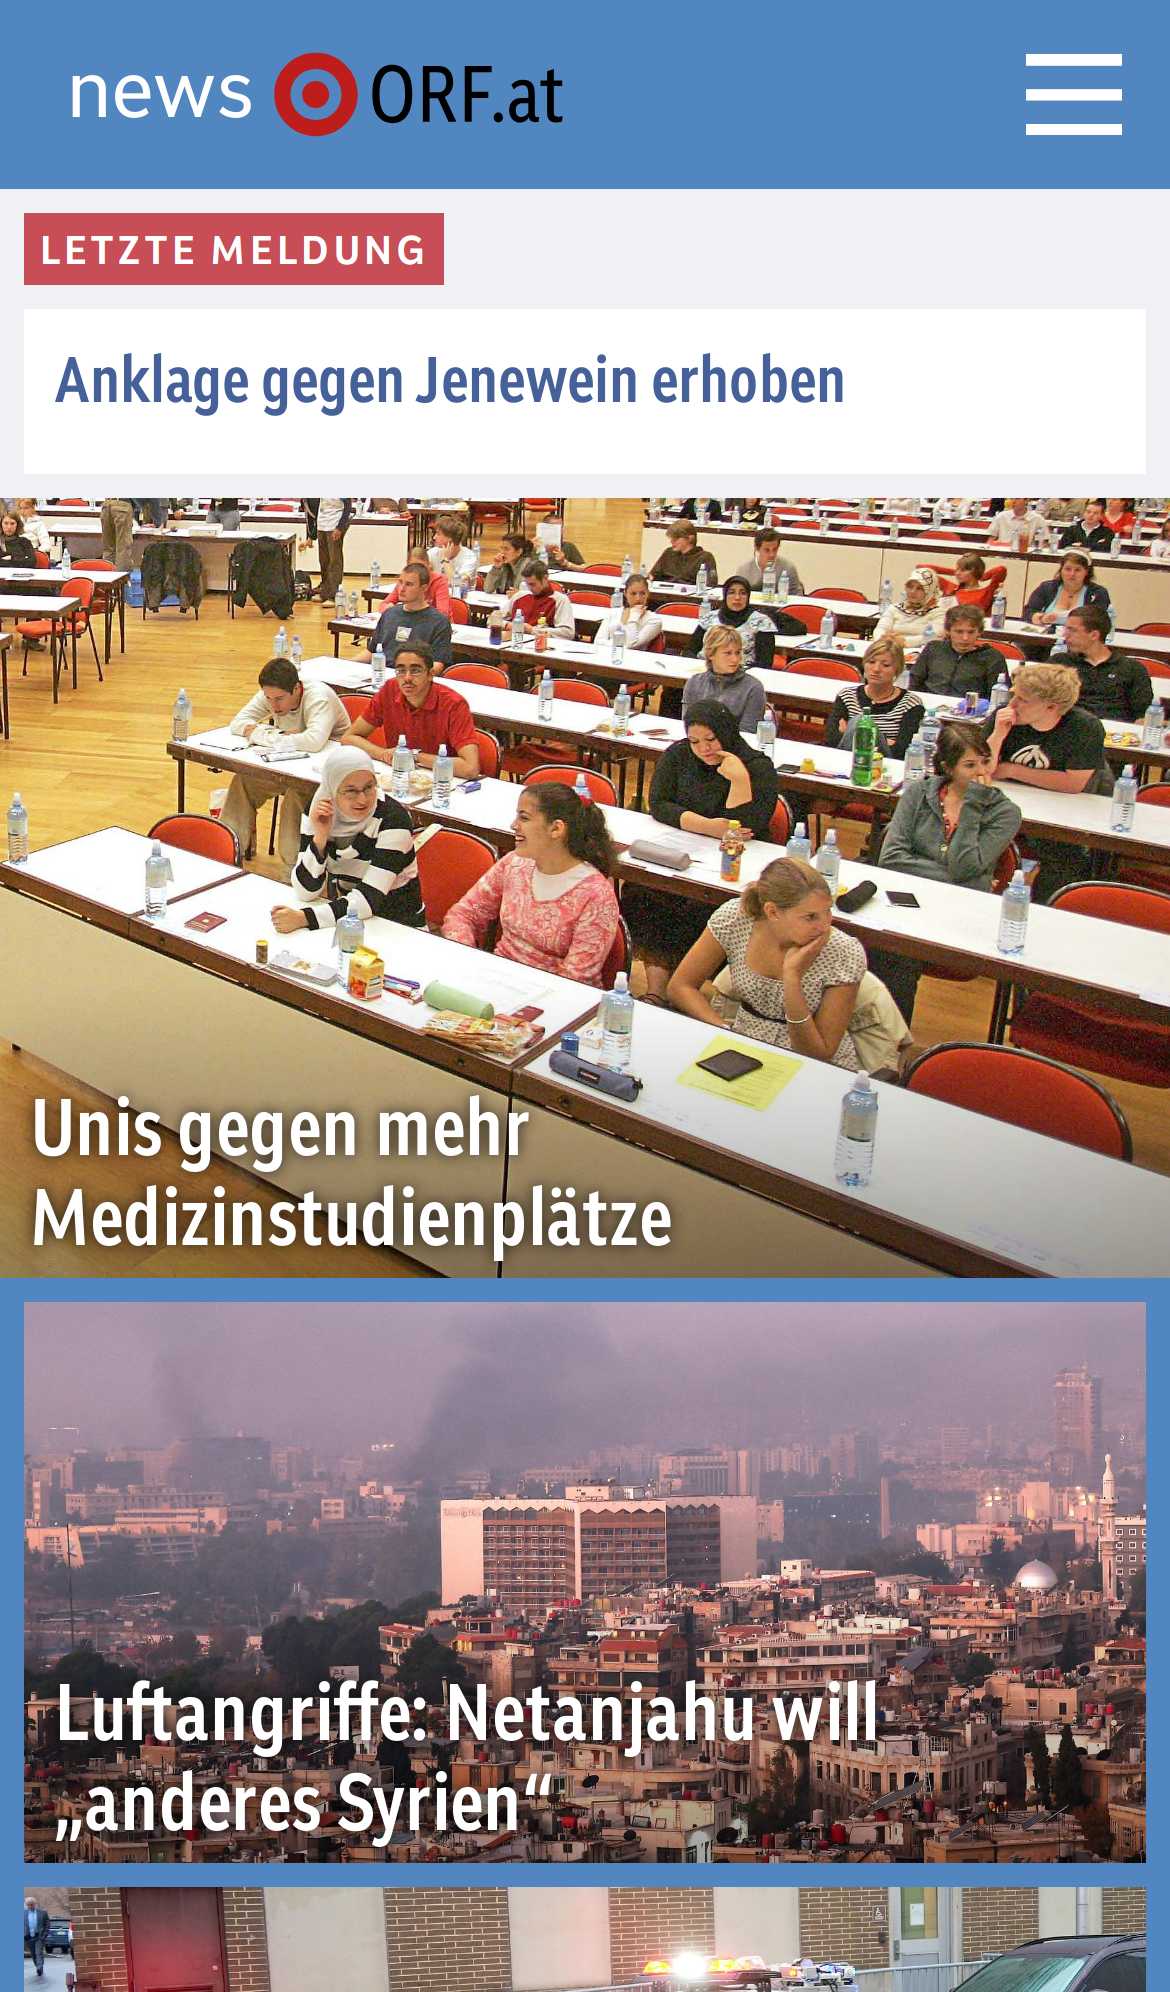 news ORF.at
LETZTE MELDUNG
Anklage gegen Jenewein erhoben
Unis gegen mehr
Medizinstudienplätze
Luftangriffe: Netanjahu will
„anderes Syrien“